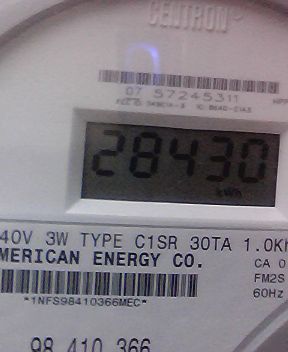 CENTRON
07 57245311
28430
kWh
40V 3W TYPE C1SR 30TA 1.0Kh
MERICAN ENERGY CO.
CA 0
FM2S
*1NFS98410366MEC*
60Hz
98 410 366